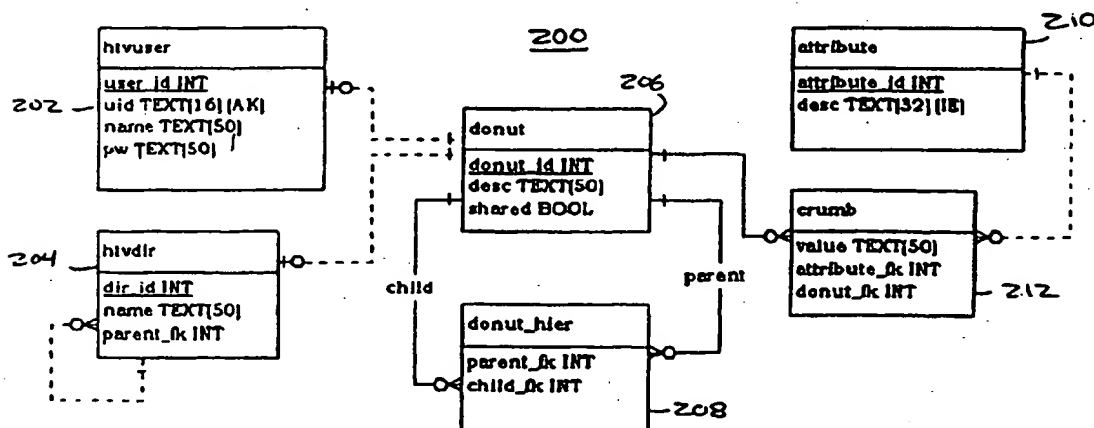 200
202
htvuser
user_id INT
uid TEXT[16] [AK]
name TEXT[50]
pw TEXT[50]
204
htvdir
dir_id INT
name TEXT[50]
parent_fk INT
206
donut
donut_id INT
desc TEXT[50]
shared BOOL
child
parent
208
donut_hier
parent_fk INT
child_fk INT
210
attribute
attribute_id INT
desc TEXT[32] [IE]
212
crumb
value TEXT[50]
attribute_fk INT
donut_fk INT